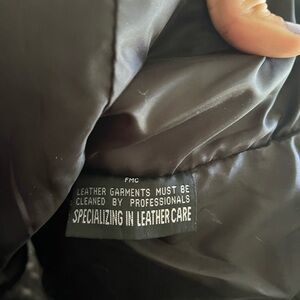 FMC
LEATHER GARMENTS MUST BE
CLEANED BY PROFESSIONALS
SPECIALIZING IN LEATHER CARE